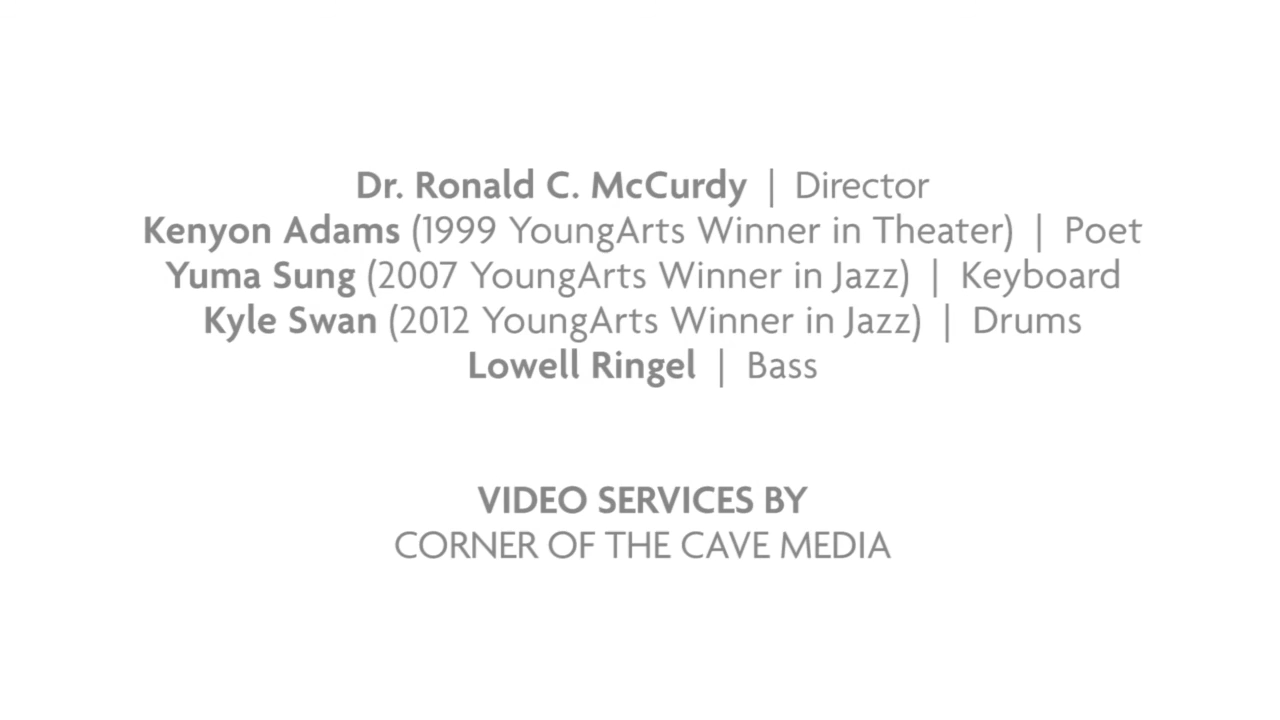 Dr. Ronald C. McCurdy | Director
Kenyon Adams (1999 YoungArts Winner in Theater) | Poet
Yuma Sung (2007 YoungArts Winner in Jazz) | Keyboard
Kyle Swan (2012 YoungArts Winner in Jazz) | Drums
Lowell Ringel | Bass
VIDEO SERVICES BY
CORNER OF THE CAVE MEDIA